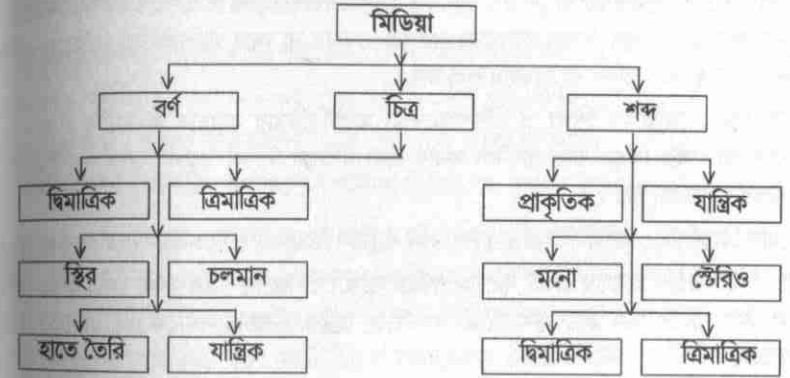 মিডিয়া
বর্ণ চিত্র শব্দ
দ্বিমাত্রিক ত্রিমাত্রিক প্রাকৃতিক যান্ত্রিক
স্থির চলমান মনো স্টেরিও
হাতে তৈরি যান্ত্রিক দ্বিমাত্রিক ত্রিমাত্রিক